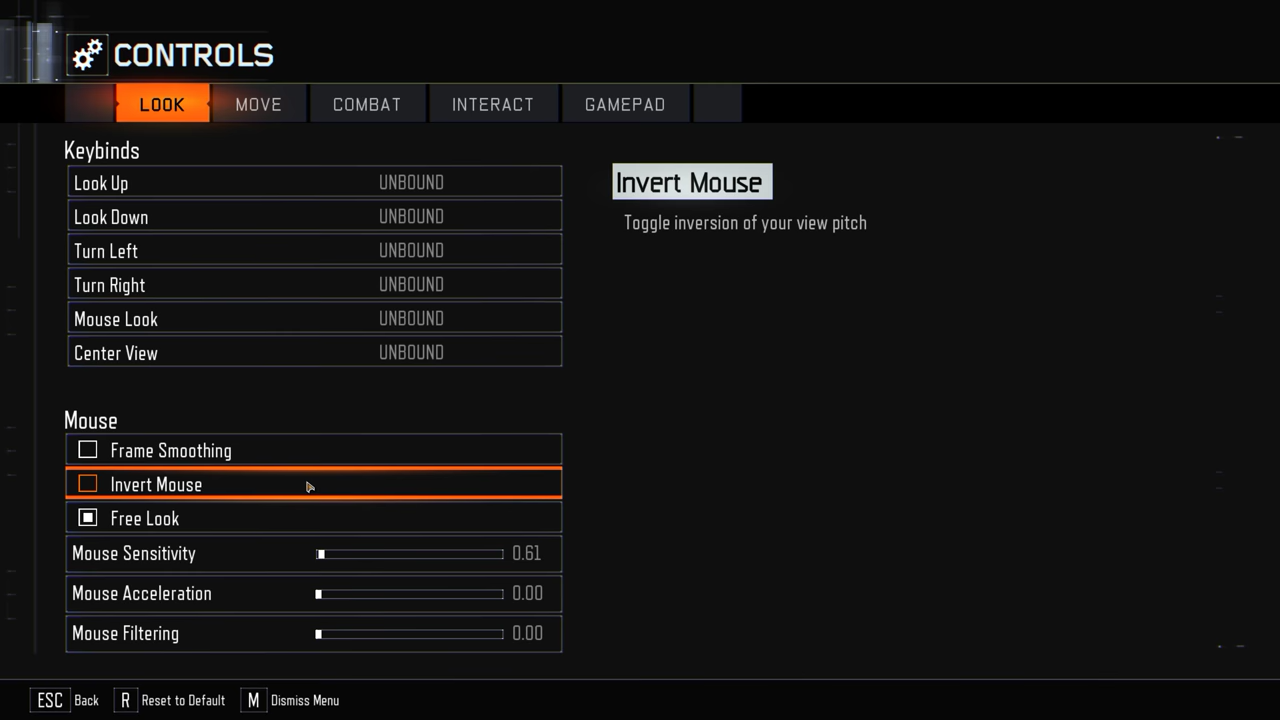 CONTROLS
LOOK MOVE COMBAT INTERACT GAMEPAD
Keybinds
Look Up UNBOUND
Look Down UNBOUND
Turn Left UNBOUND
Turn Right UNBOUND
Mouse Look UNBOUND
Center View UNBOUND
Mouse
Frame Smoothing
Invert Mouse
Free Look
Mouse Sensitivity 0.61
Mouse Acceleration 0.00
Mouse Filtering 0.00
Invert Mouse
Toggle inversion of your view pitch
ESC Back R Reset to Default M Dismiss Menu